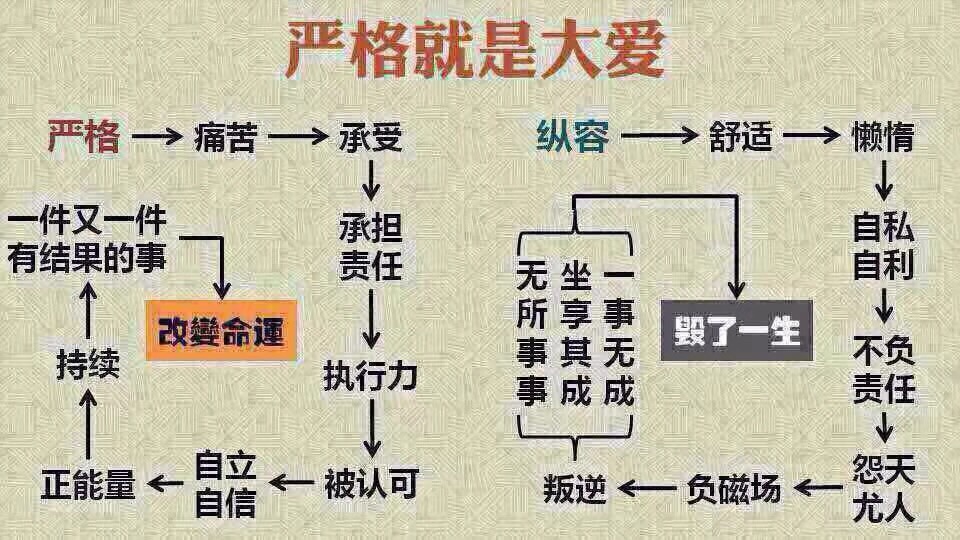 严格就是大爱
严格
痛苦
承受
承担
责任
执行力
被认可
自立
自信
正能量
持续
一件又一件
有结果的事
改變命運
纵容
舒适
懒惰
自私
自利
不负
责任
怨天
尤人
负磁场
叛逆
一事无成
坐享其成
无所事事
毁了一生